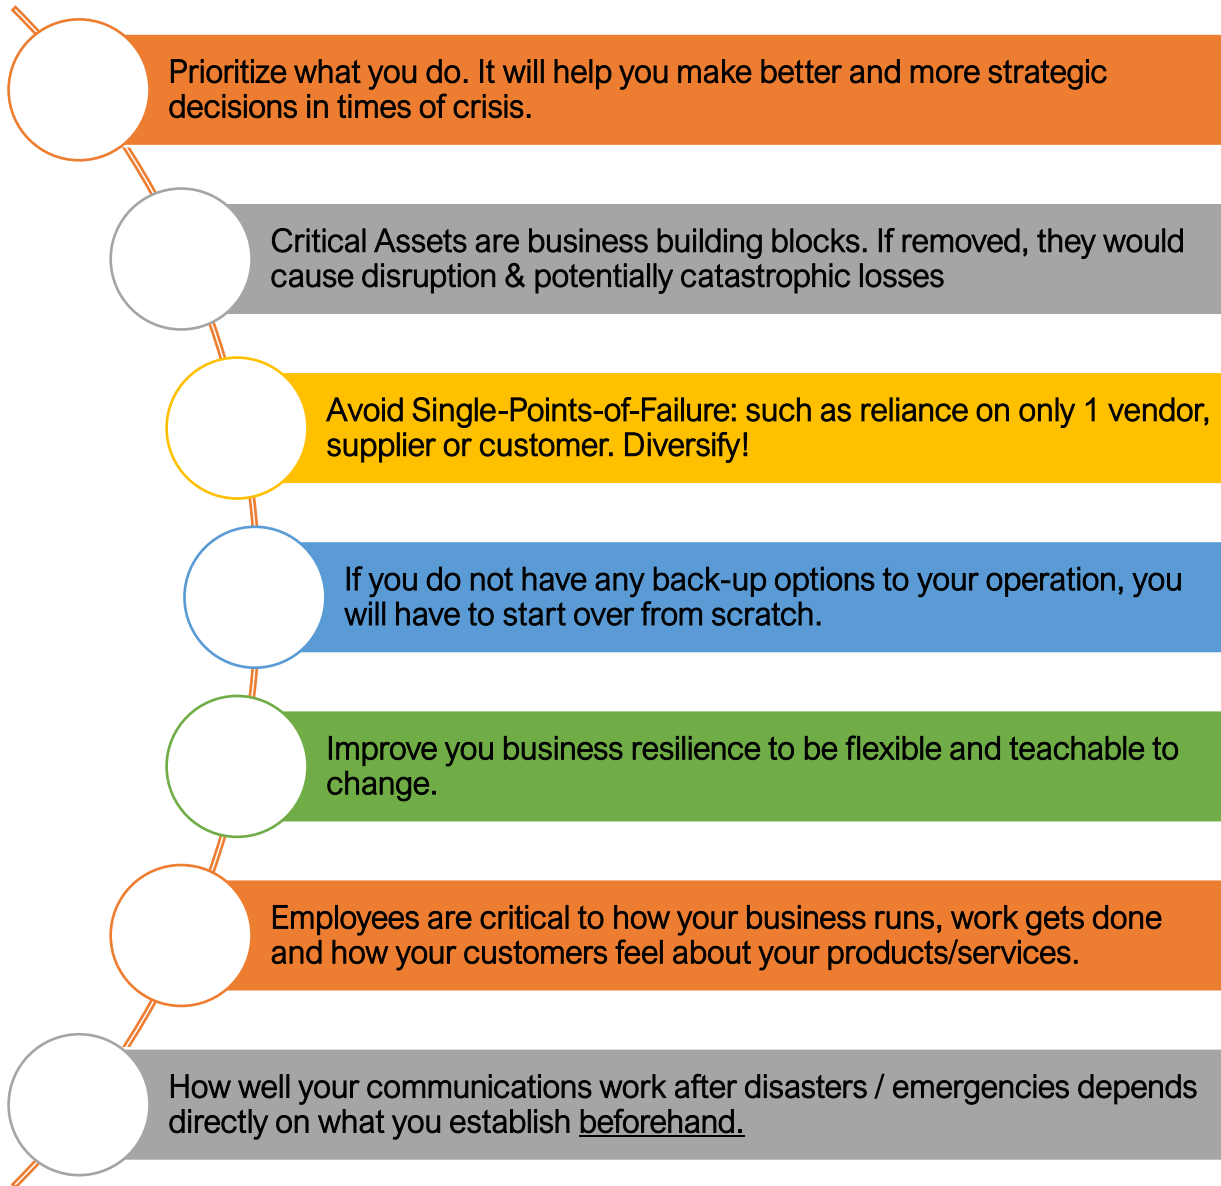 Prioritize what you do. It will help you make better and more strategic
decisions in times of crisis.
Critical Assets are business building blocks. If removed, they would
cause disruption & potentially catastrophic losses
Avoid Single-Points-of-Failure: such as reliance on only 1 vendor,
supplier or customer. Diversify!
If you do not have any back-up options to your operation, you
will have to start over from scratch.
Improve you business resilience to be flexible and teachable to
change.
Employees are critical to how your business runs, work gets done
and how your customers feel about your products/services.
How well your communications work after disasters / emergencies depends
directly on what you establish beforehand.